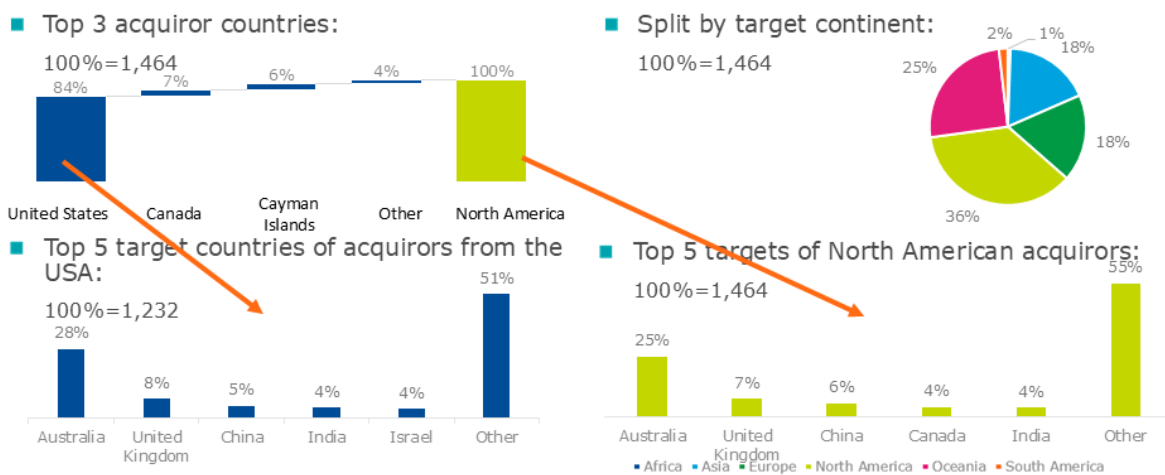 Top 3 acquiror countries:
100%=1,464
84%
7%
6%
4%
100%
United States
Canada
Cayman
Islands
Other
North America
Split by target continent:
100%=1,464
2%
1%
18%
25%
18%
36%
Top 5 target countries of acquirors from the
USA:
100%=1,232
28%
8%
5%
4%
4%
51%
Australia
United
Kingdom
China
India
Israel
Other
Top 5 targets of North American acquirors:
100%=1,464
25%
7%
6%
4%
4%
55%
Australia
United
Kingdom
China
Canada
India
Other
Africa Asia Europe North America Oceania South America